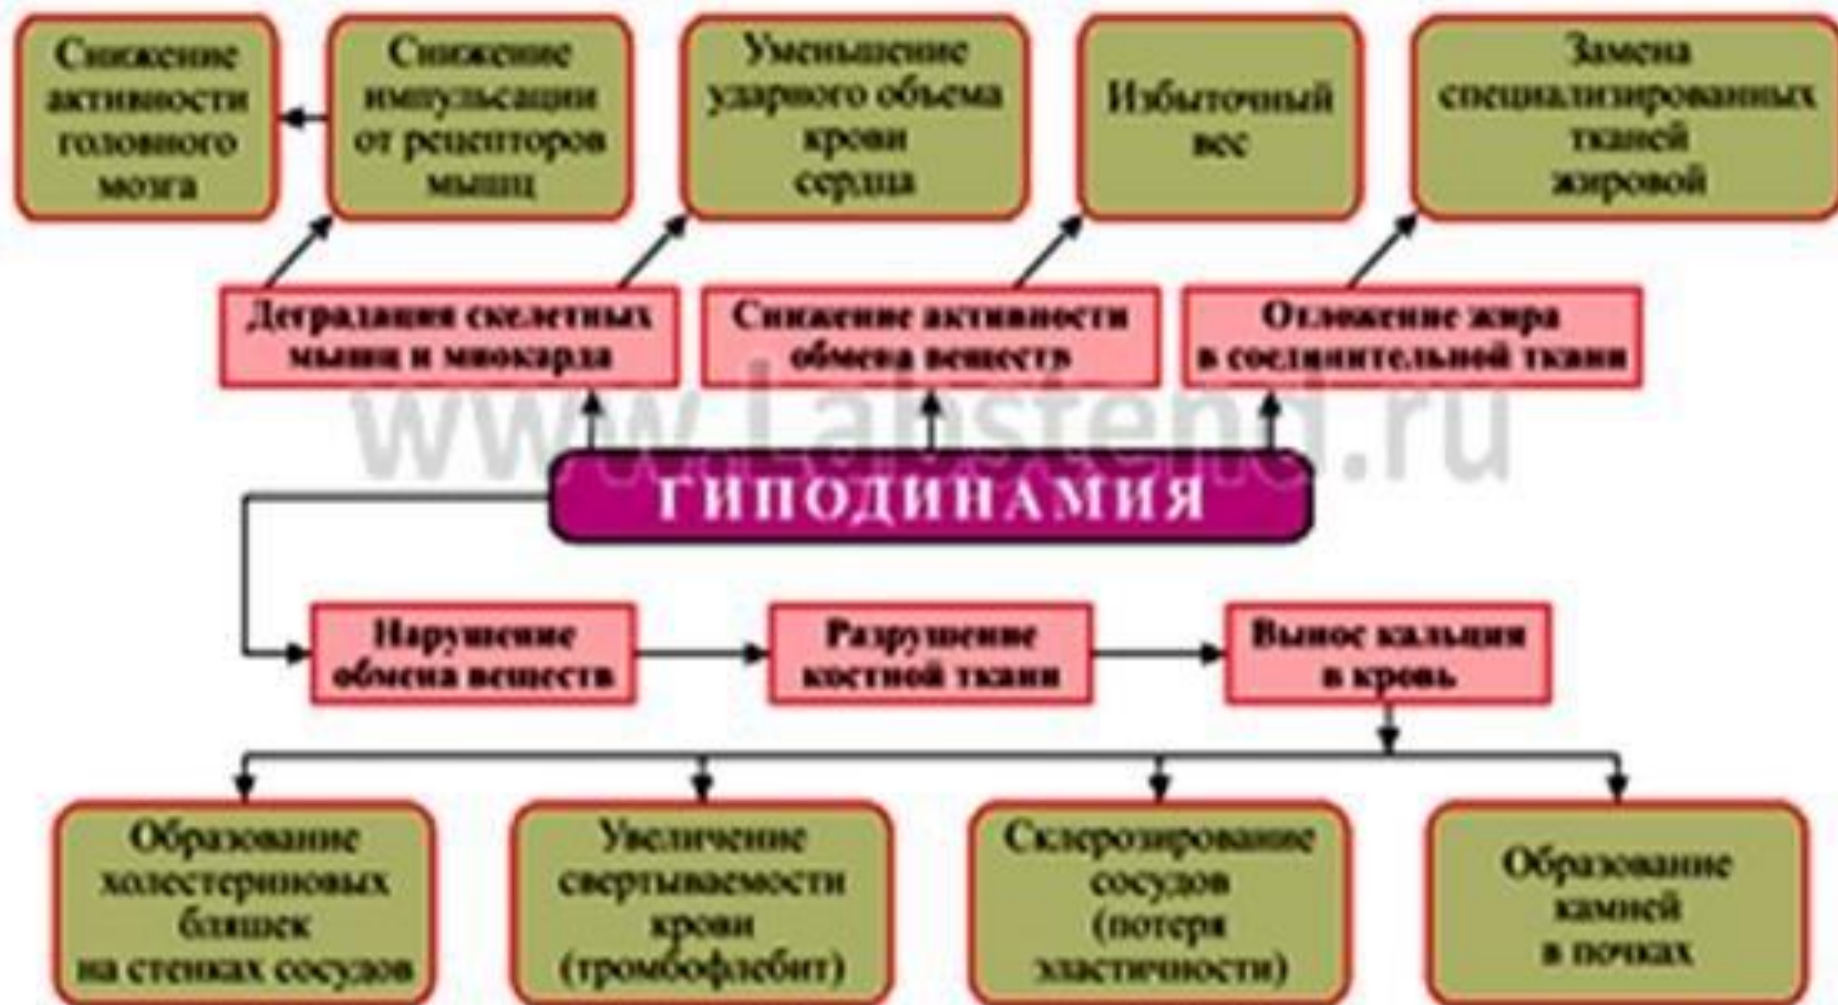 Снижение
активности
головного
мозга
Снижение
импульсации
от рецепторов
мышц
Уменьшение
ударного объема
крови
сердца
Избыточный
вес
Замена
специализированных
тканей
жировой
Деградация скелетных
мышц и миокарда
Снижение активности
обмена веществ
Отложение жира
в соединительной ткани
www.Labstend.ru
ГИПОДИНАМИЯ
Нарушение
обмена веществ
Разрушение
костной ткани
Вынос кальция
в кровь
Образование
холестериновых
бляшек
на стенках сосудов
Увеличение
свертываемости
крови
(тромбофлебит)
Склерозирование
сосудов
(потеря
эластичности)
Образование
камней
в почках